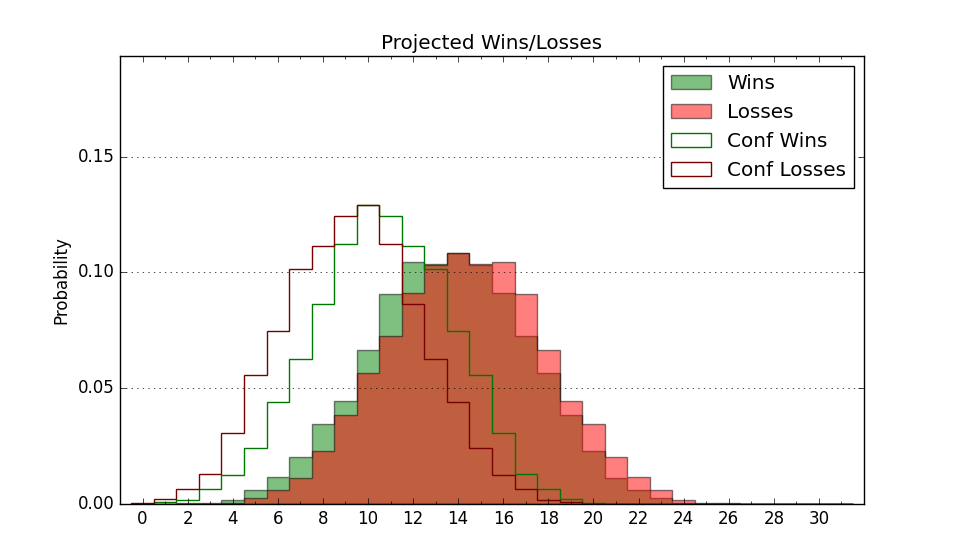 Projected Wins/Losses
Wins
Losses
Conf Wins
Conf Losses
Probability
0.15
0.10
0.05
0.00
0 2 4 6 8 10 12 14 16 18 20 22 24 26 28 30